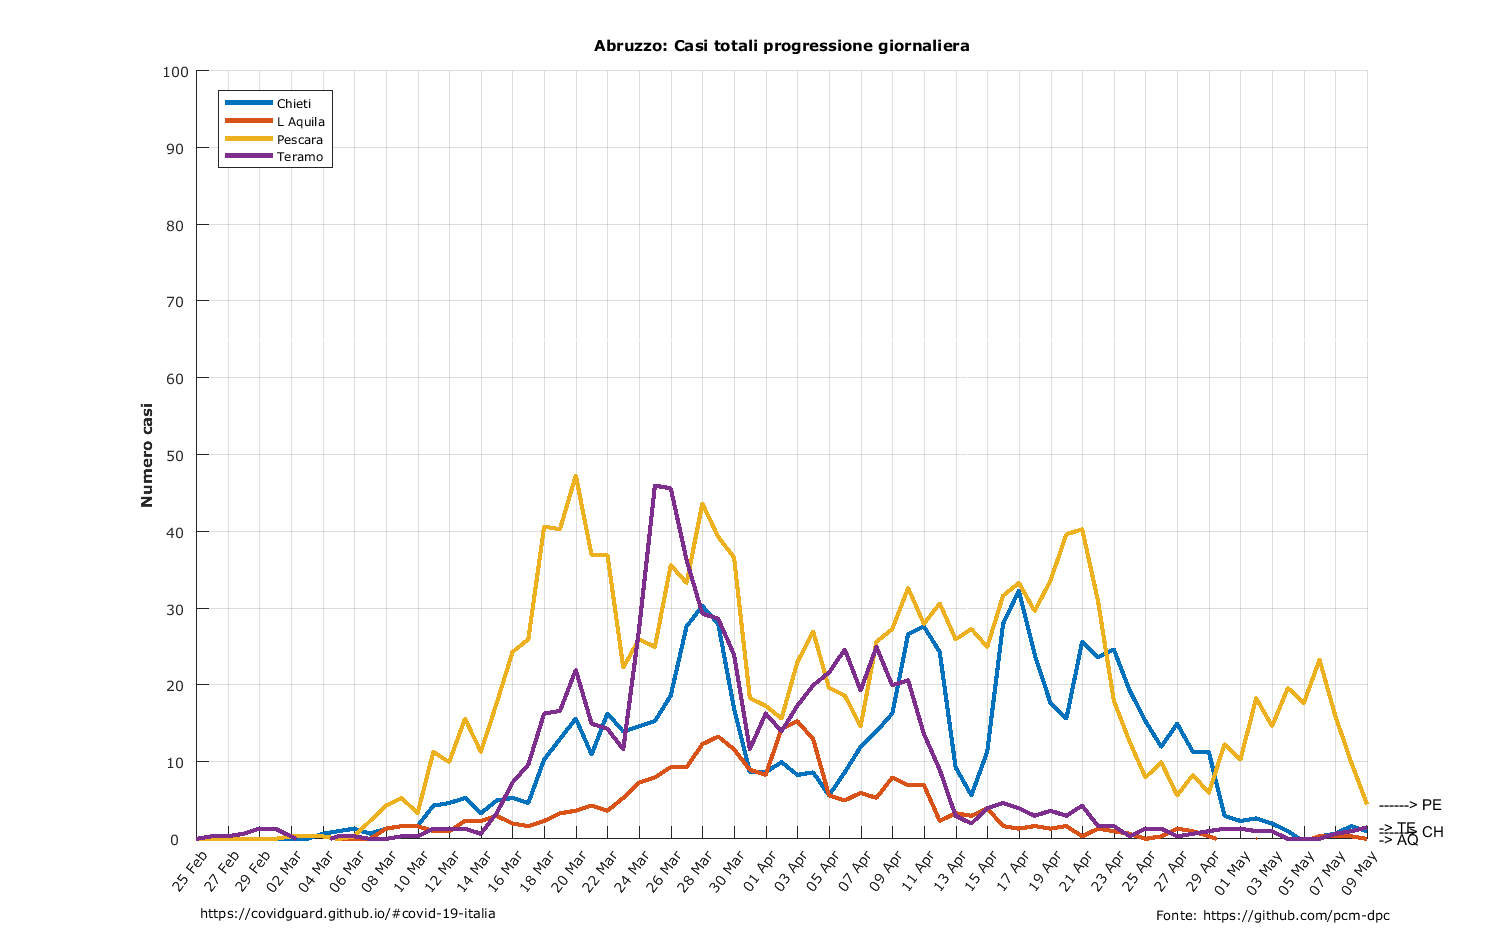 Abruzzo: Casi totali progressione giornaliera
100
90
80
70
60
50
40
30
20
10
0
Numero casi
Chieti
L Aquila
Pescara
Teramo
------> PE
-> TE
------> CH
-> AQ
25 Feb
27 Feb
29 Feb
02 Mar
04 Mar
06 Mar
08 Mar
10 Mar
12 Mar
14 Mar
16 Mar
18 Mar
20 Mar
22 Mar
24 Mar
26 Mar
28 Mar
30 Mar
01 Apr
03 Apr
05 Apr
07 Apr
09 Apr
11 Apr
13 Apr
15 Apr
17 Apr
19 Apr
21 Apr
23 Apr
25 Apr
27 Apr
29 Apr
01 May
03 May
05 May
07 May
09 May
https://covidguard.github.io/#covid-19-italia
Fonte: https://github.com/pcm-dpc